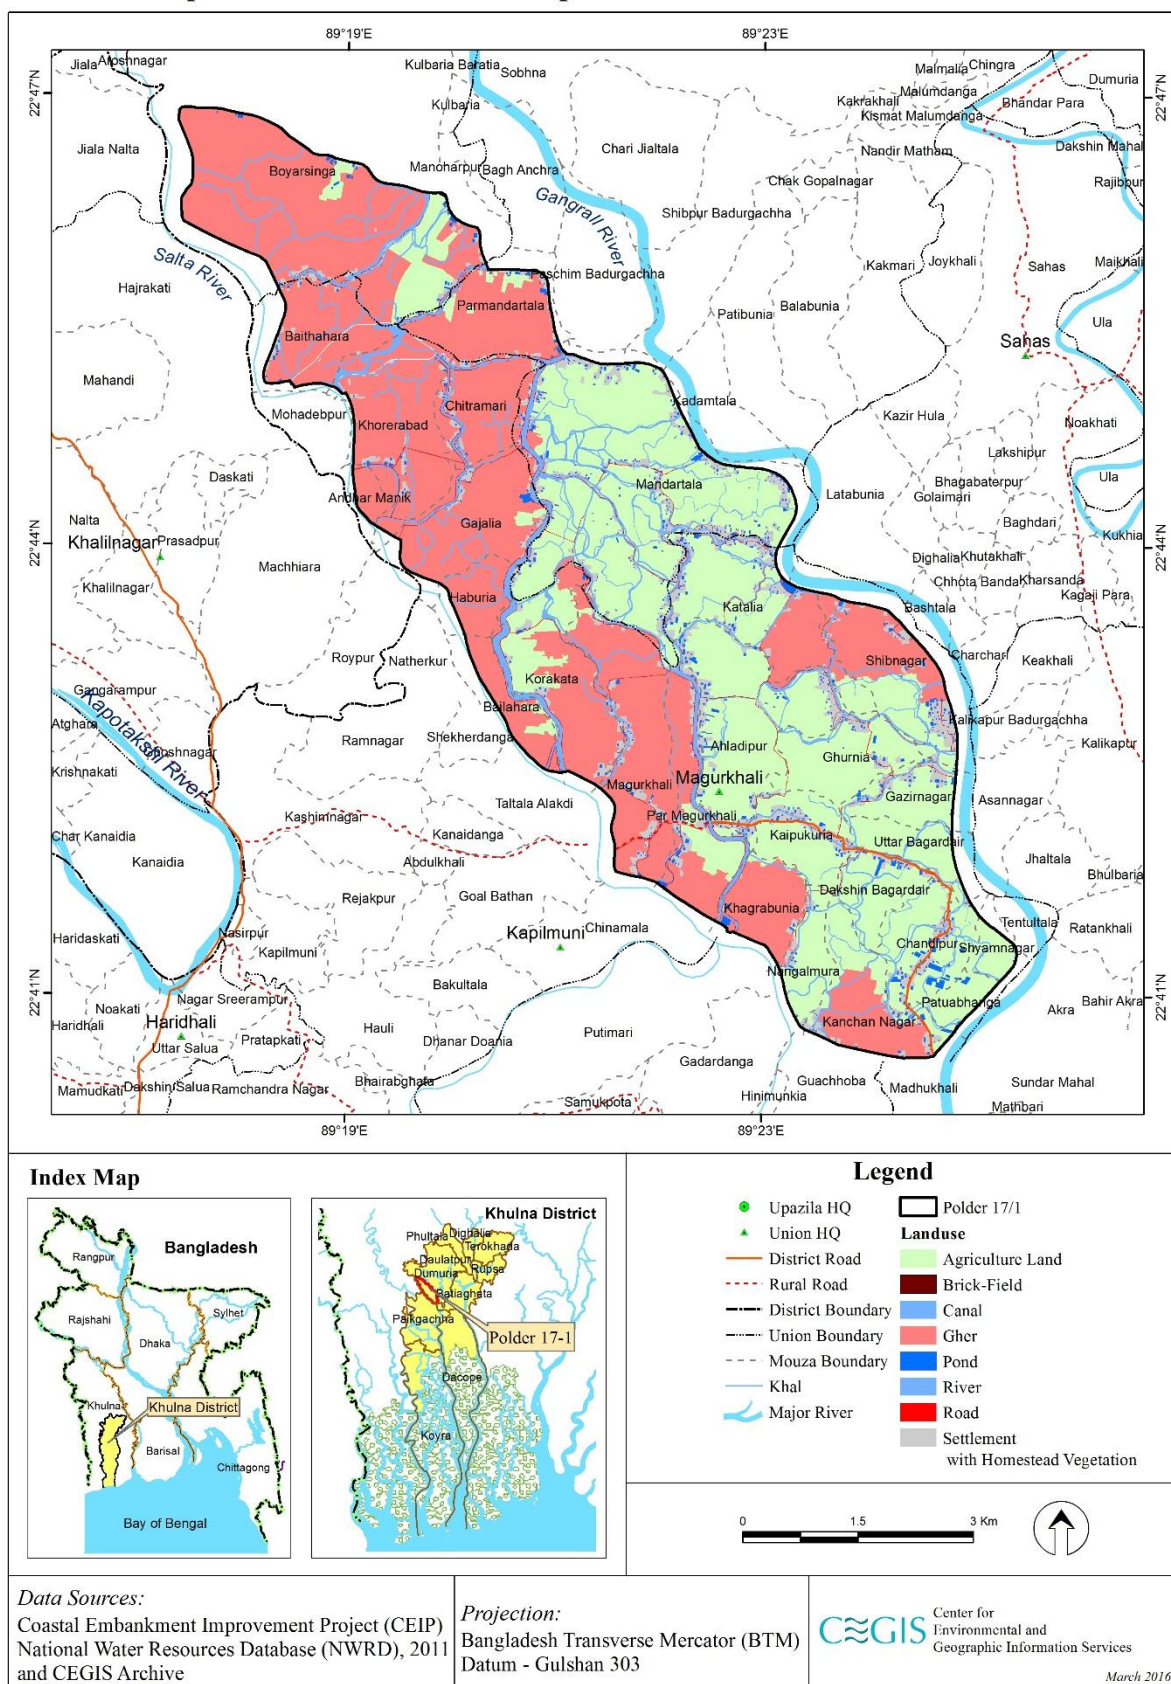 89°19'E
89°23'E
22°47'N
22°47'N
Jiala
Aloshnagar
Kulbaria Baratia
Sobhna
Kulbaria
Malmalia
Chingra
Dumuria
Malumdanga
Kakrakhali
Bhandar Para
Kismat Malumdanga
Jiala Nalta
Boyarsinga
Manoharpur
Bagh Anchra
Chari Jialtala
Nandir Matham
Dakshin Mahal
Rajibpur
Chak Gopalnagar
Gangrail River
Shibpur Badurgachha
Salta River
Hajrakati
Paschim Badurgachha
Kakmari
Joykhali
Sahas
Maikhali
Parmandartala
Balabunia
Patibunia
Ula
Baithahara
Sahas
Mahandi
Mohadebpur
Chitramari
Khorerabad
Kadamtala
Kazir Hula
Noakhati
Lakshipur
Daskati
Andhar Manik
Mandartala
Latabunia
Bhagabaterpur
Golaimari
Ula
Nalta
Gajalia
Baghdari
Kukhia
22°44'N
22°44'N
Khalilnagar
Prasadpur
Machhiara
Dighalia
Khutakhali
Khalilnagar
Haburia
Katalia
Chhota Banda
Kharsanda
Kagaji Para
Bashtala
Roypur
Natherkur
Shibnagar
Charchari
Keakhali
Gangarampur
Korakata
Atghara
Kapotakshi River
Bailahara
Kalikapur Badurgachha
Ghoshnagar
Ramnagar
Shekherdanga
Ahladipur
Ghurnia
Kalikapur
Krishnakati
Magurkhali
Magurkhali
Gazirnagar
Asannagar
Taltala Alakdi
Kashimnagar
Par Magurkhali
Char Kanaidia
Kanaidanga
Kaipukuria
Uttar Bagardair
Kanaidia
Abdulkhali
Jhaltala
Bhulbaria
Rejakpur
Goal Bathan
Dakshin Bagardair
Khagrabunia
Tentultala
Haridaskati
Nasirpur
Kapilmuni
Chinamala
Chandipur
Shyamnagar
Ratankhali
Kapilmuni
Nangalmura
Bakultala
22°41'N
22°41'N
Noakati
Nagar Sreerampur
Patuabhanga
Akra
Bahir Akra
Haridhali
Haridhali
Hauli
Putimari
Kanchan Nagar
Uttar Salua
Pratapkati
Dhanar Doania
Gadardanga
Guachhoba
Mamudkati
Dakshin Salua
Ramchandra Nagar
Bhairabghata
Hinimunkia
Madhukhali
Sundar Mahal
Samukpota
Mathbari
89°19'E
89°23'E
Index Map
Bangladesh
Rangpur
Rajshahi
Sylhet
Dhaka
Khulna
Khulna District
Barisal
Chittagong
Bay of Bengal
Khulna District
Phultala
Dighalia
Terokhada
Daulatpur
Rupsa
Dumuria
Batiaghata
Paikgachha
Polder 17-1
Dacope
Koyra
Legend
Upazila HQ
Union HQ
District Road
Rural Road
District Boundary
Union Boundary
Mouza Boundary
Khal
Major River
Polder 17/1
Landuse
Agriculture Land
Brick-Field
Canal
Gher
Pond
River
Road
Settlement
with Homestead Vegetation
0 1.5 3 Km
Data Sources:
Coastal Embankment Improvement Project (CEIP)
National Water Resources Database (NWRD), 2011
and CEGIS Archive
Projection:
Bangladesh Transverse Mercator (BTM)
Datum - Gulshan 303
CEGIS
Center for
Environmental and
Geographic Information Services
March 2016